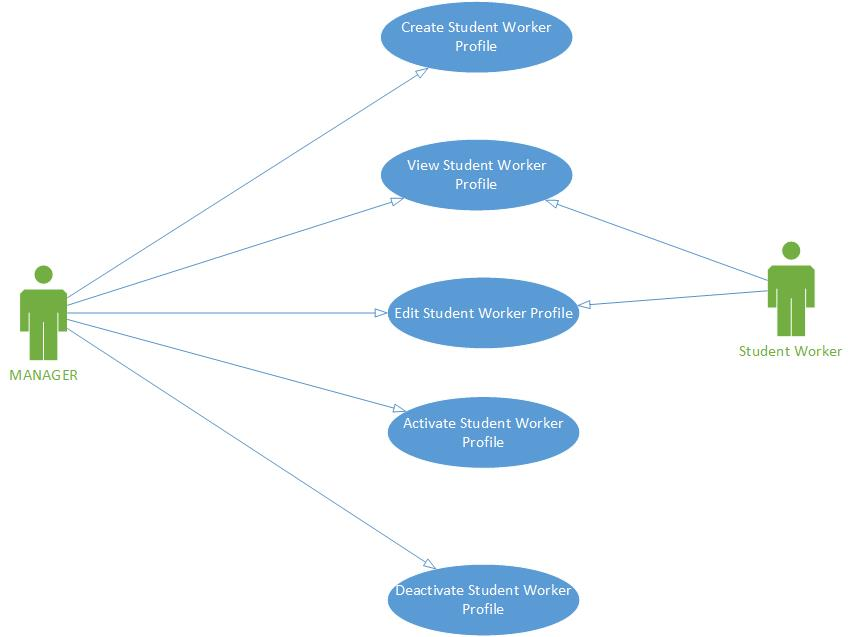 Create Student Worker
Profile
View Student Worker
Profile
Edit Student Worker Profile
MANAGER
Student Worker
Activate Student Worker
Profile
Deactivate Student Worker
Profile